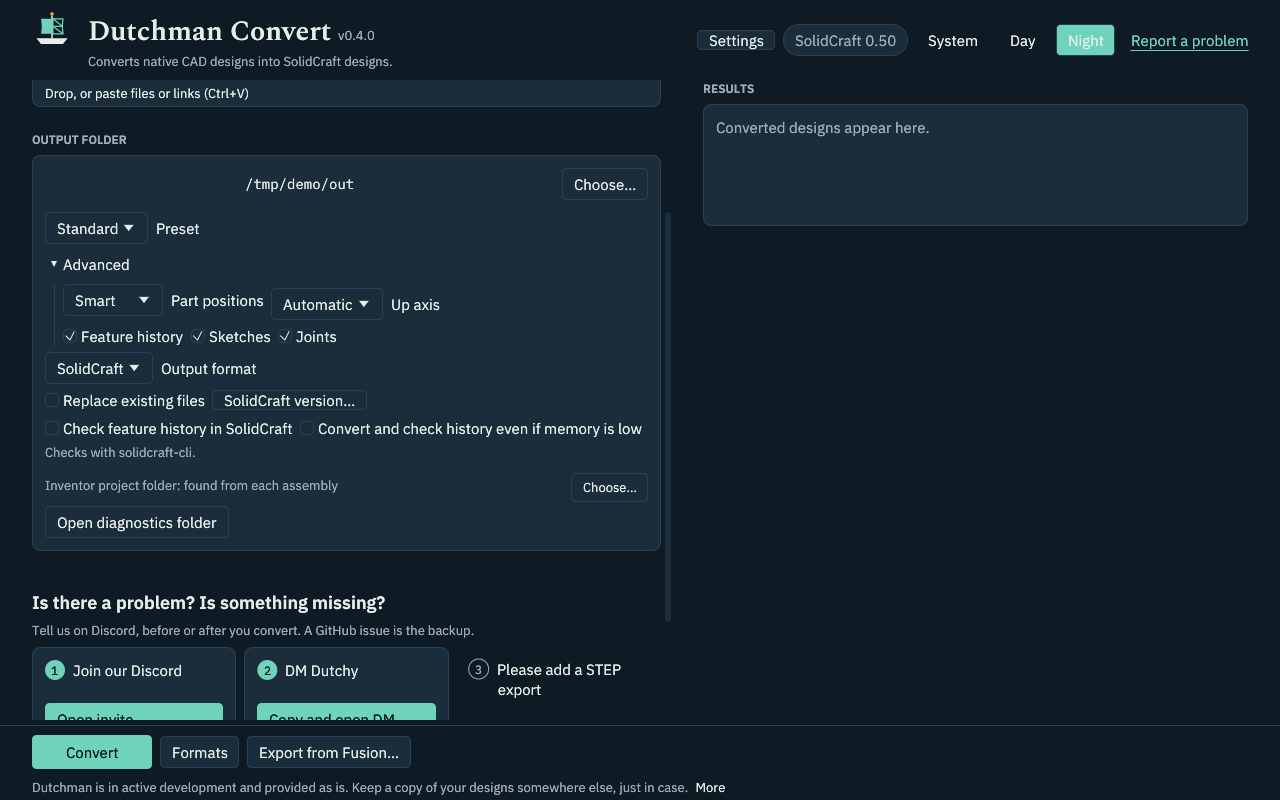 Dutchman Convert v0.4.0
Converts native CAD designs into SolidCraft designs.
Settings
SolidCraft 0.50
System
Day
Night
Report a problem
Drop, or paste files or links (Ctrl+V)
OUTPUT FOLDER
/tmp/demo/out
Choose...
Standard
Preset
Advanced
Smart
Part positions
Automatic
Up axis
Feature history
Sketches
Joints
SolidCraft
Output format
Replace existing files
SolidCraft version...
Check feature history in SolidCraft
Convert and check history even if memory is low
Checks with solidcraft-cli.
Inventor project folder: found from each assembly
Choose...
Open diagnostics folder
Is there a problem? Is something missing?
Tell us on Discord, before or after you convert. A GitHub issue is the backup.
1 Join our Discord
Open invite
2 DM Dutchy
Copy and open DM
3 Please add a STEP
export
RESULTS
Converted designs appear here.
Convert
Formats
Export from Fusion...
Dutchman is in active development and provided as is. Keep a copy of your designs somewhere else, just in case. More